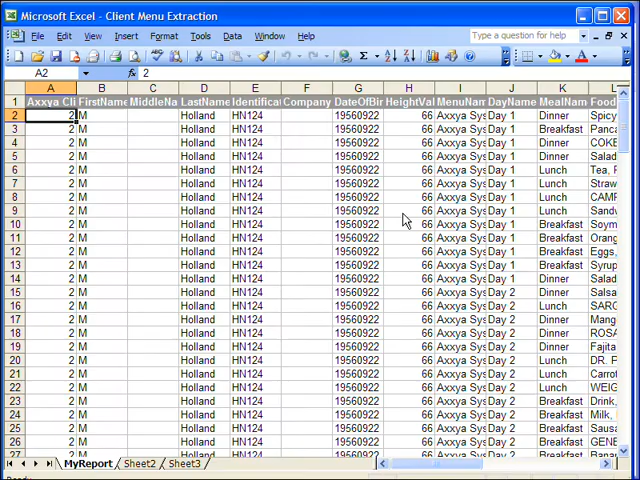 Microsoft Excel - Client Menu Extraction
File Edit View Insert Format Tools Data Window Help Type a question for help
A2 2
A B C D E F G H I J K L
1 Axxya Cli FirstName MiddleNa LastName Identifica Company DateOfBir HeightVal MenuNam DayName MealNam Food
2 2 M Holland HN124 19560922 66 Axxya Sys Day 1 Dinner Spicy
3 2 M Holland HN124 19560922 66 Axxya Sys Day 1 Breakfast Panca
4 2 M Holland HN124 19560922 66 Axxya Sys Day 1 Dinner COKE
5 2 M Holland HN124 19560922 66 Axxya Sys Day 1 Dinner Salad
6 2 M Holland HN124 19560922 66 Axxya Sys Day 1 Lunch Tea,
7 2 M Holland HN124 19560922 66 Axxya Sys Day 1 Lunch Straw
8 2 M Holland HN124 19560922 66 Axxya Sys Day 1 Lunch CAMF
9 2 M Holland HN124 19560922 66 Axxya Sys Day 1 Lunch Sandv
10 2 M Holland HN124 19560922 66 Axxya Sys Day 1 Breakfast Soym
11 2 M Holland HN124 19560922 66 Axxya Sys Day 1 Breakfast Orang
12 2 M Holland HN124 19560922 66 Axxya Sys Day 1 Breakfast Eggs,
13 2 M Holland HN124 19560922 66 Axxya Sys Day 1 Breakfast Syrup
14 2 M Holland HN124 19560922 66 Axxya Sys Day 1 Dinner Salad
15 2 M Holland HN124 19560922 66 Axxya Sys Day 2 Dinner Salsa
16 2 M Holland HN124 19560922 66 Axxya Sys Day 2 Lunch SARG
17 2 M Holland HN124 19560922 66 Axxya Sys Day 2 Dinner Mang
18 2 M Holland HN124 19560922 66 Axxya Sys Day 2 Dinner ROSA
19 2 M Holland HN124 19560922 66 Axxya Sys Day 2 Dinner Fajita
20 2 M Holland HN124 19560922 66 Axxya Sys Day 2 Lunch DR. P
21 2 M Holland HN124 19560922 66 Axxya Sys Day 2 Lunch Carrot
22 2 M Holland HN124 19560922 66 Axxya Sys Day 2 Lunch WEIG
23 2 M Holland HN124 19560922 66 Axxya Sys Day 2 Breakfast Drink,
24 2 M Holland HN124 19560922 66 Axxya Sys Day 2 Breakfast Milk,
25 2 M Holland HN124 19560922 66 Axxya Sys Day 2 Breakfast Sausa
26 2 M Holland HN124 19560922 66 Axxya Sys Day 2 Breakfast GENE
27 2 M Holland HN124 19560922 66 Axxya Sys Day 2 Dinner
MyReport Sheet2 Sheet3